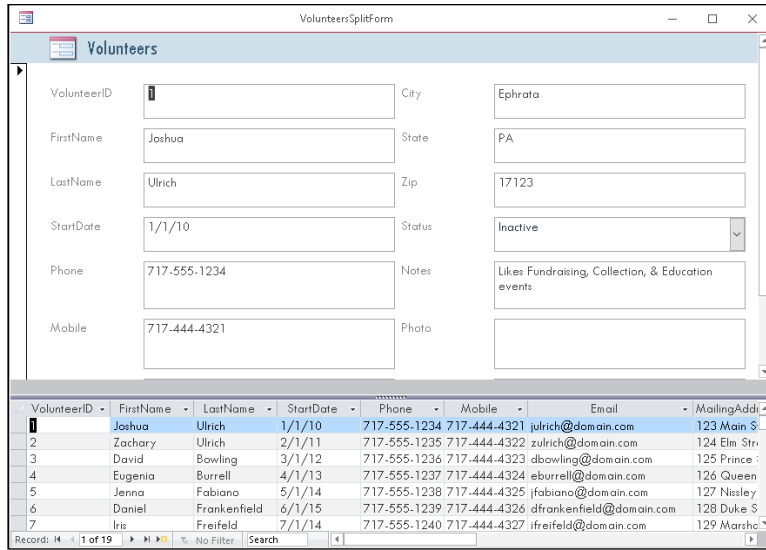 VolunteersSplitForm
Volunteers
VolunteerID 1 City Ephrata
FirstName Joshua State PA
LastName Ulrich Zip 17123
StartDate 1/1/10 Status Inactive
Phone 717-555-1234 Notes Likes Fundraising, Collection, & Education
events
Mobile 717-444-4321 Photo
VolunteerID FirstName LastName StartDate Phone Mobile Email MailingAddr
1 Joshua Ulrich 1/1/10 717-555-1234 717-444-4321 julrich@domain.com 123 Main S
2 Zachary Ulrich 2/1/11 717-555-1235 717-444-4322 zulrich@domain.com 124 Elm Stre
3 David Bowling 3/1/12 717-555-1236 717-444-4323 dbowling@domain.com 125 Prince
4 Eugenia Burrell 4/1/13 717-555-1237 717-444-4324 eburrell@domain.com 126 Queen
5 Jenna Fabiano 5/1/14 717-555-1238 717-444-4325 jfabiano@domain.com 127 Nissley
6 Daniel Frankenfield 6/1/15 717-555-1239 717-444-4326 dfrankenfield@domain.com 128 Duke S
7 Iris Freifeld 7/1/14 717-555-1240 717-444-4327 ifreifeld@domain.com 129 Marsha
Record: 1 of 19 No Filter Search